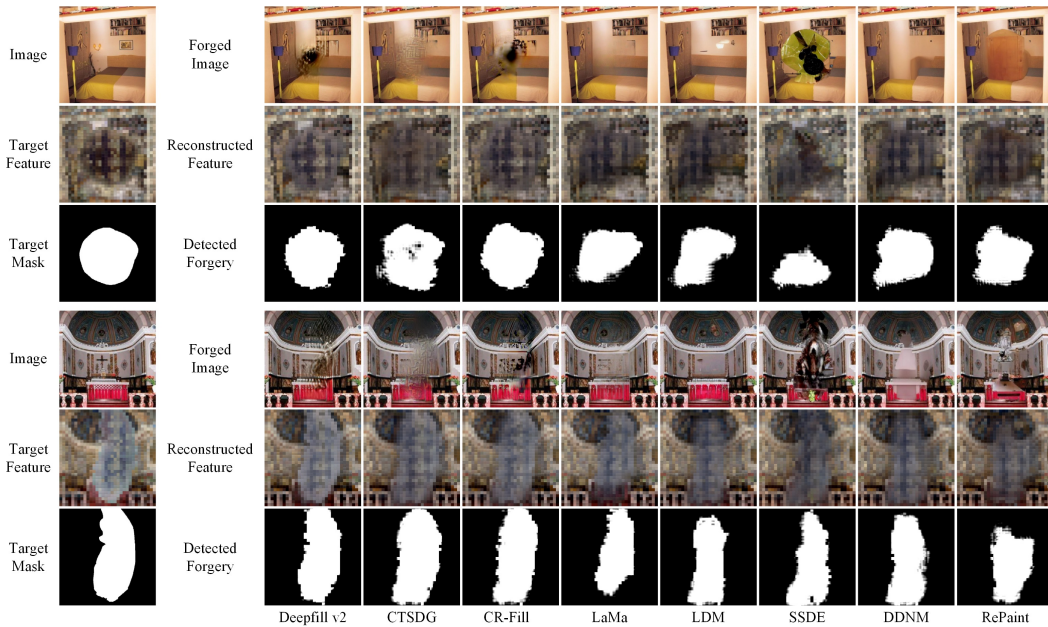 Image
Forged
Image
Target
Feature
Reconstructed
Feature
Target
Mask
Detected
Forgery
Image
Forged
Image
Target
Feature
Reconstructed
Feature
Target
Mask
Detected
Forgery
Deepfill v2 CTSDG CR-Fill LaMa LDM SSDE DDNM RePaint